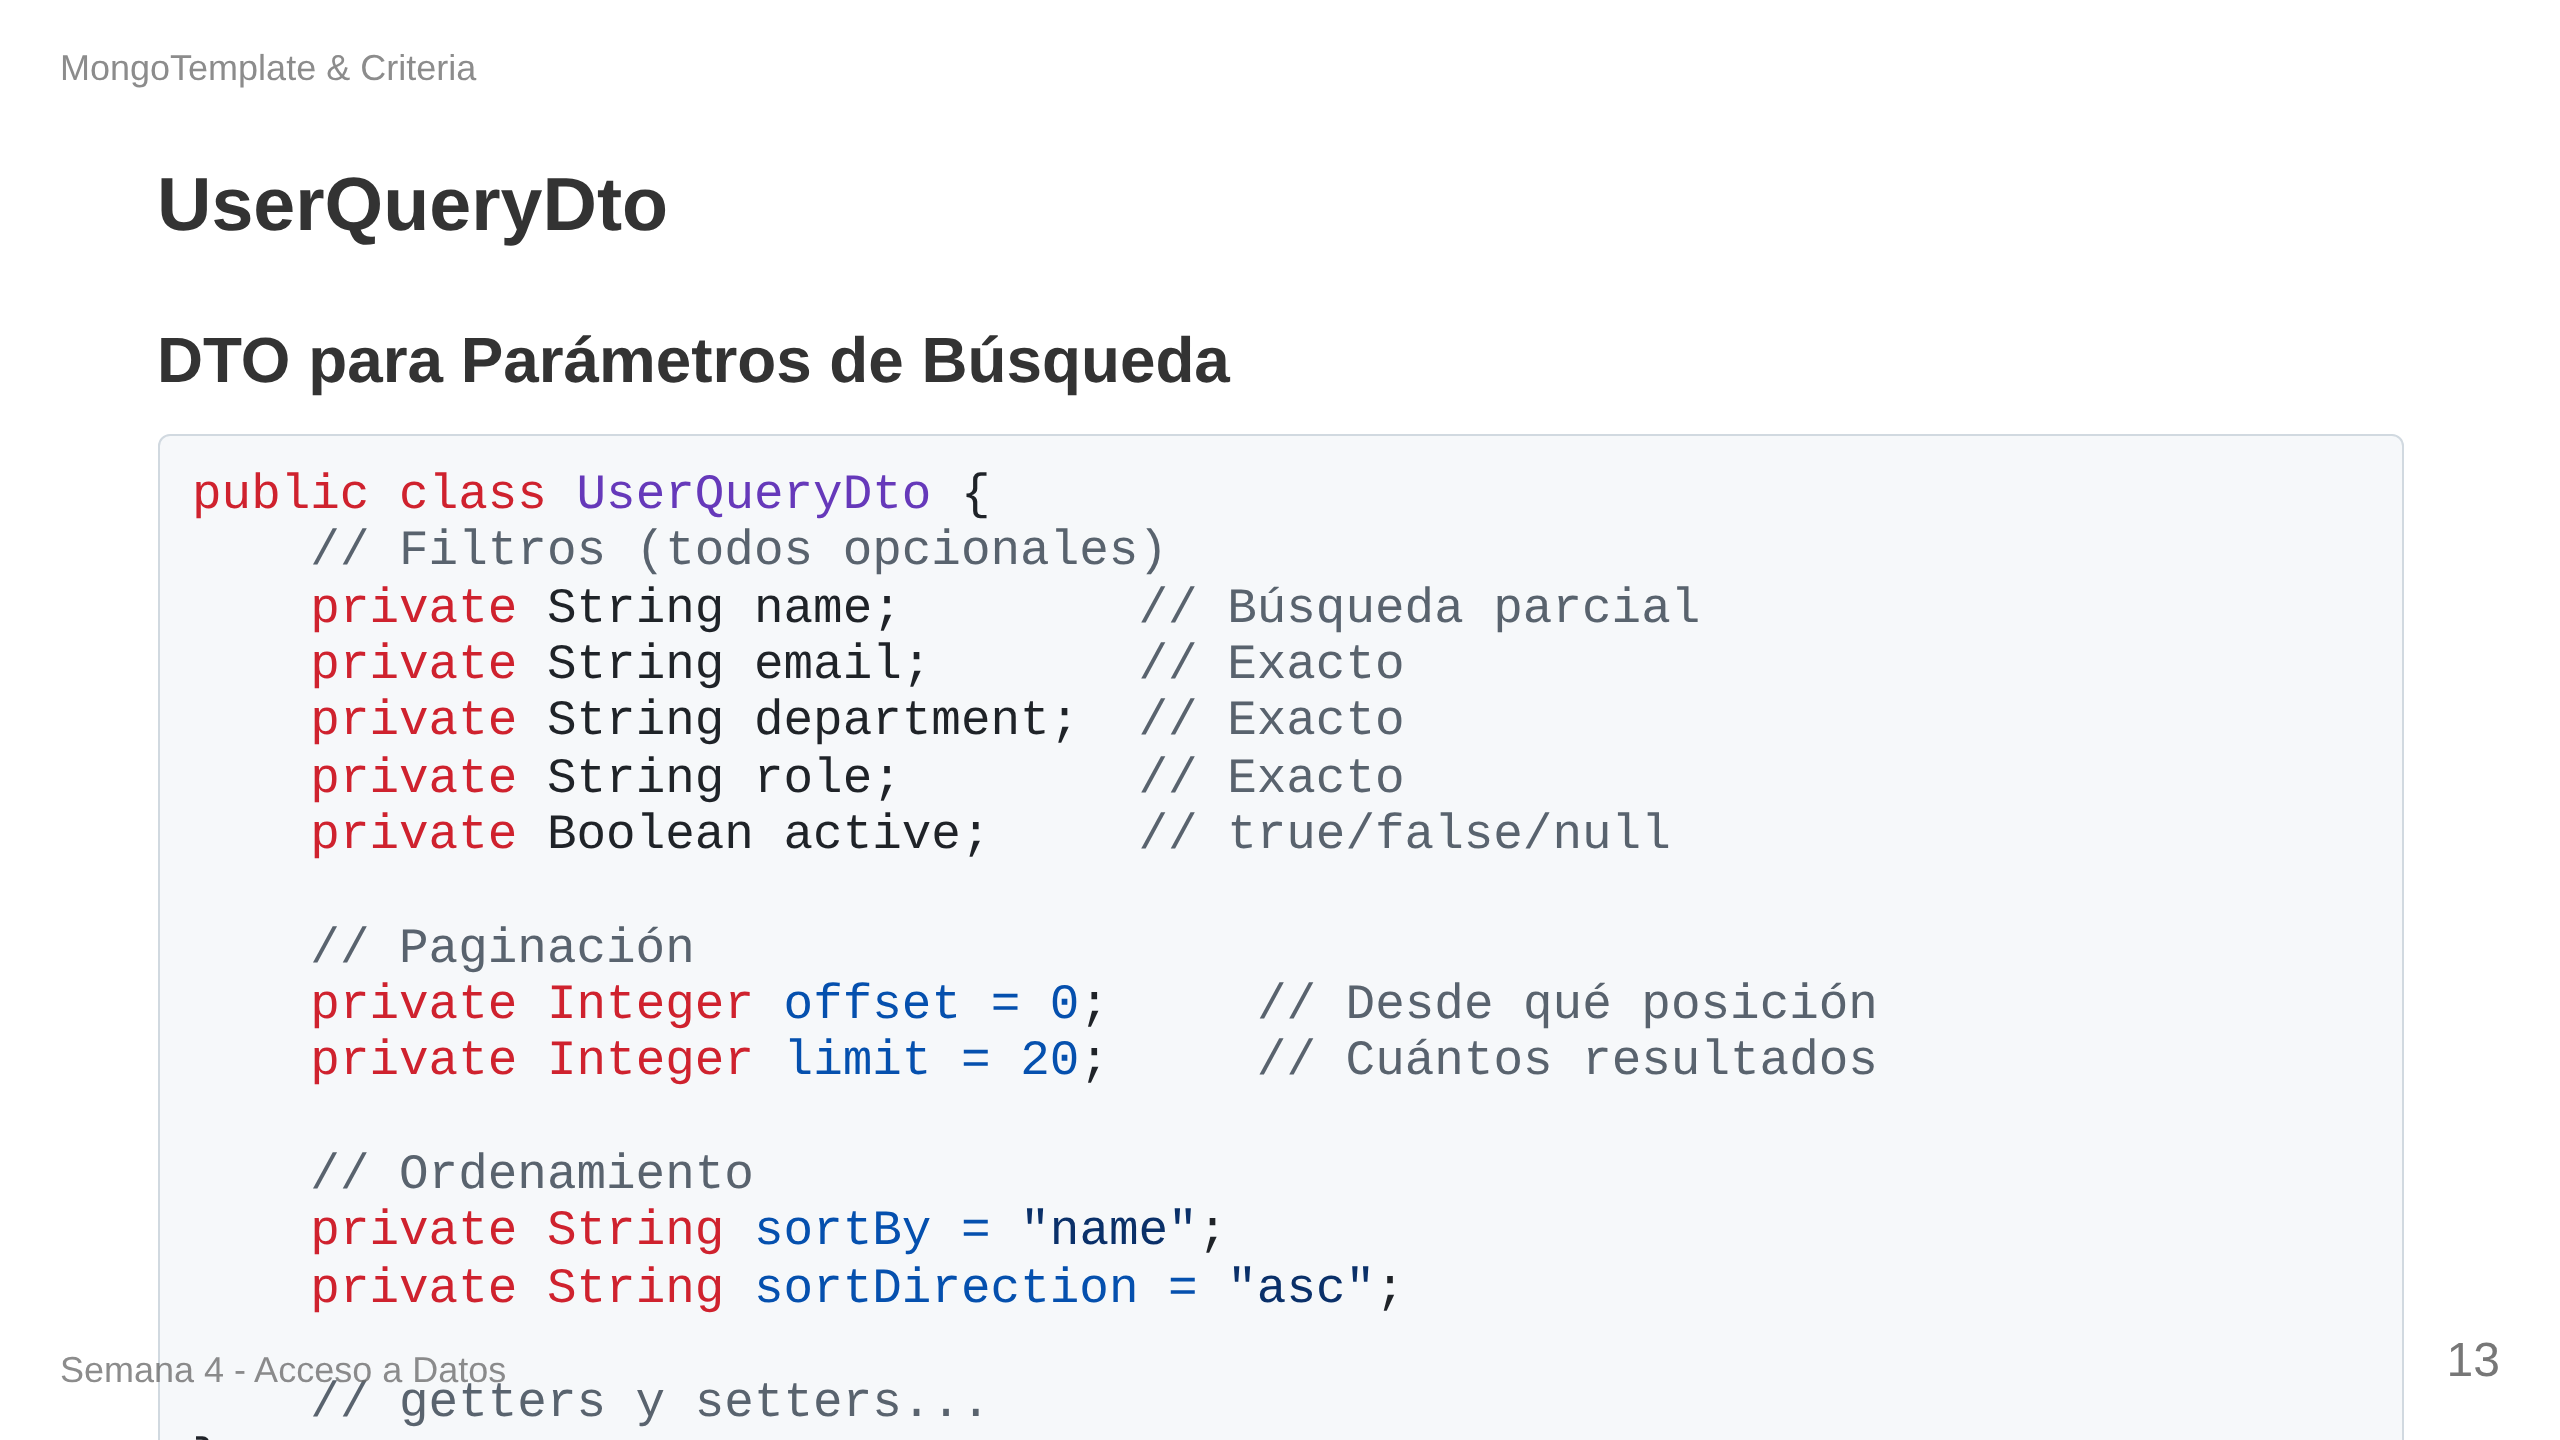 MongoTemplate & Criteria
UserQueryDto
DTO para Parámetros de Búsqueda
public class UserQueryDto {
    // Filtros (todos opcionales)
    private String name;        // Búsqueda parcial
    private String email;       // Exacto
    private String department;  // Exacto
    private String role;        // Exacto
    private Boolean active;     // true/false/null

    // Paginación
    private Integer offset = 0;     // Desde qué posición
    private Integer limit = 20;     // Cuántos resultados

    // Ordenamiento
    private String sortBy = "name";
    private String sortDirection = "asc";

    // getters y setters...
}
Semana 4 - Acceso a Datos
13